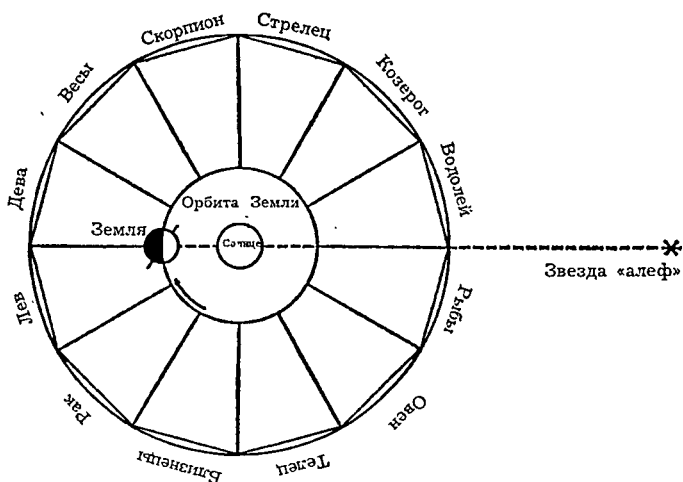 Скорпион
Стрелец
Весы
Козерог
Дева
Водолей
Орбита Земли
Земля
Солнце
Звезда «алеф»
Лев
Рыбы
Рак
Овен
Близнецы
Телец